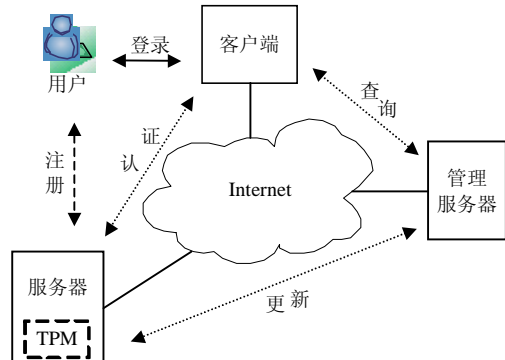 用户
登录
客户端
查询
认证
注册
Internet
管理
服务器
服务器
TPM
更新